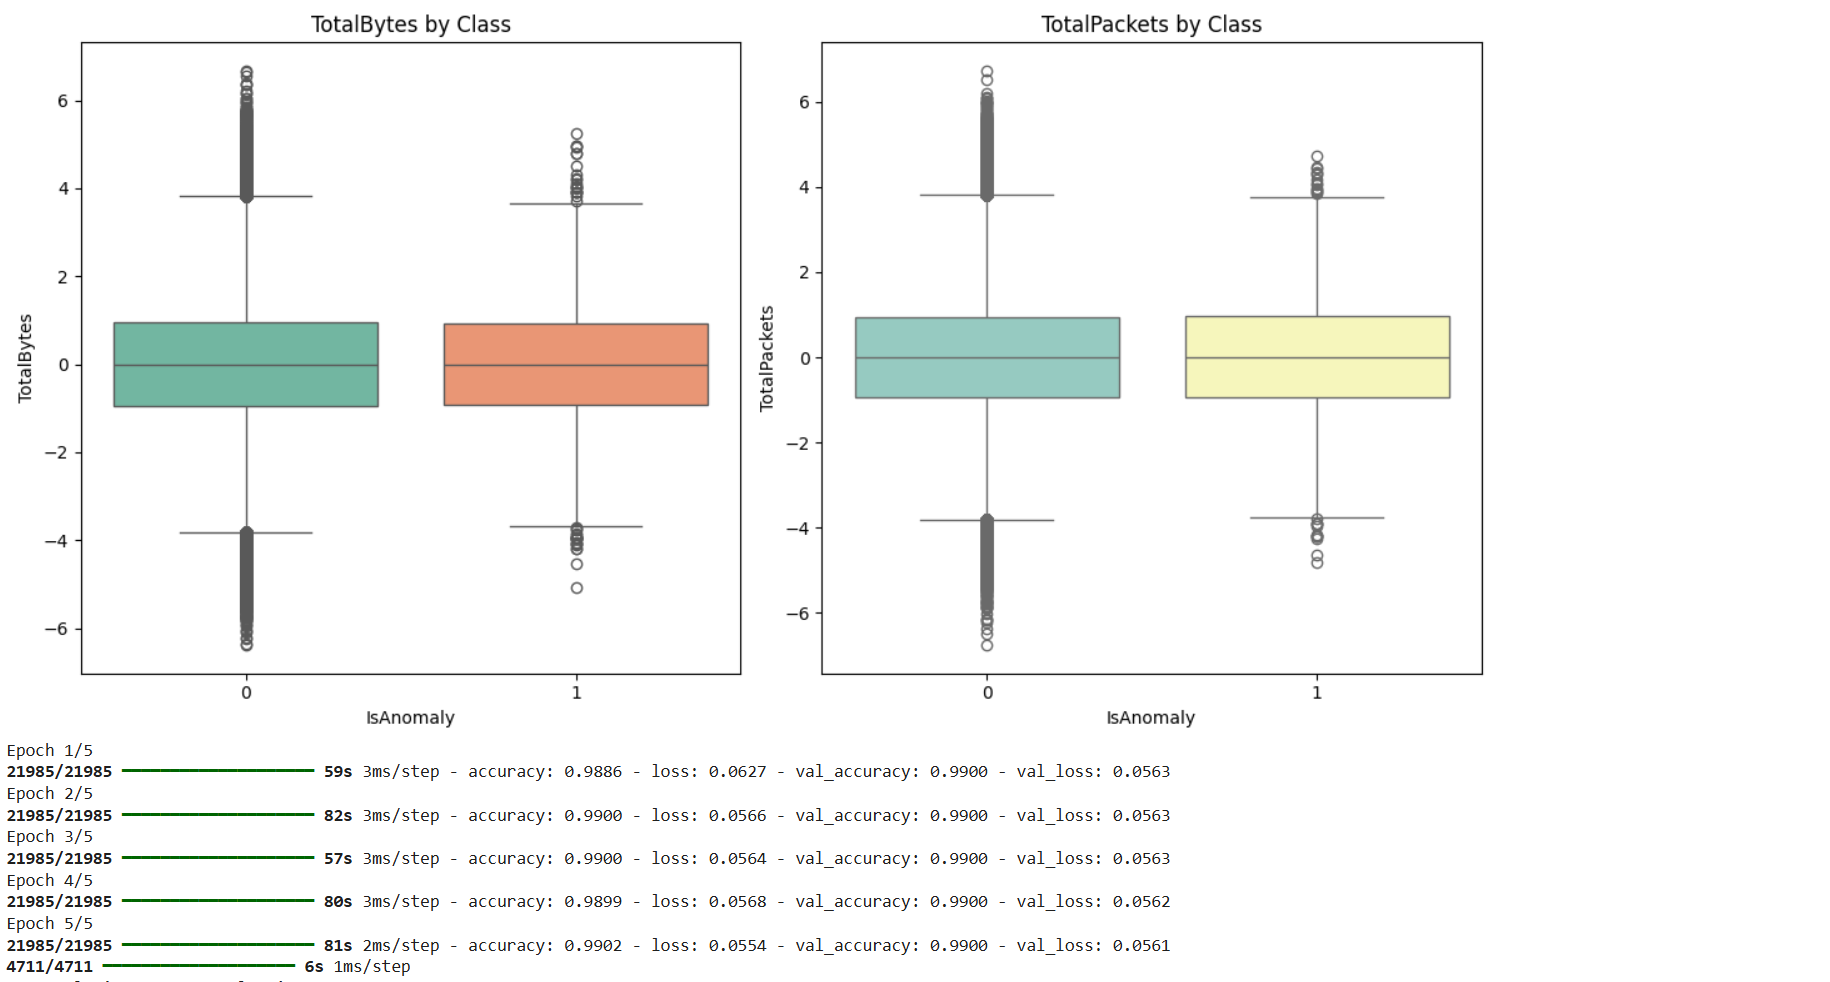 TotalBytes by Class
TotalBytes
6
4
2
0
−2
−4
−6
0 1
IsAnomaly
TotalPackets by Class
TotalPackets
6
4
2
0
−2
−4
−6
0 1
IsAnomaly
Epoch 1/5
21985/21985 59s 3ms/step - accuracy: 0.9886 - loss: 0.0627 - val_accuracy: 0.9900 - val_loss: 0.0563
Epoch 2/5
21985/21985 82s 3ms/step - accuracy: 0.9900 - loss: 0.0566 - val_accuracy: 0.9900 - val_loss: 0.0563
Epoch 3/5
21985/21985 57s 3ms/step - accuracy: 0.9900 - loss: 0.0564 - val_accuracy: 0.9900 - val_loss: 0.0563
Epoch 4/5
21985/21985 80s 3ms/step - accuracy: 0.9899 - loss: 0.0568 - val_accuracy: 0.9900 - val_loss: 0.0562
Epoch 5/5
21985/21985 81s 2ms/step - accuracy: 0.9902 - loss: 0.0554 - val_accuracy: 0.9900 - val_loss: 0.0561
4711/4711 6s 1ms/step